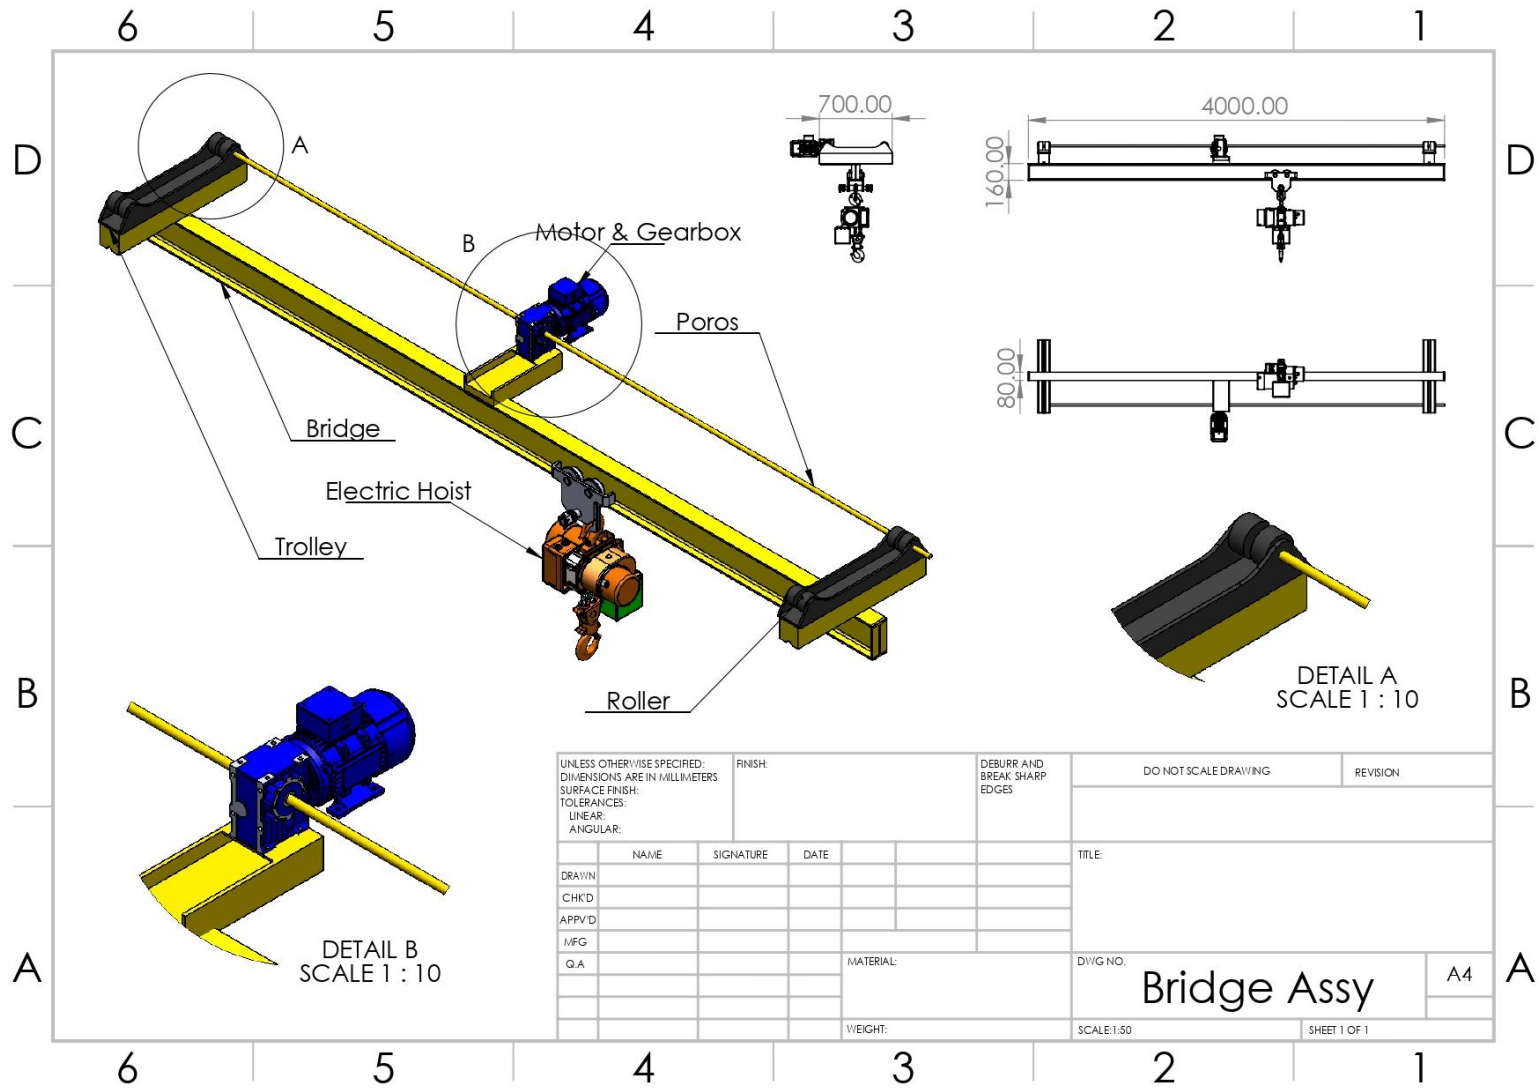 6 5 4 3 2 1
D
D
C
C
B
B
A
A
A
B
Motor & Gearbox
Poros
Bridge
Electric Hoist
Trolley
Roller
700.00
4000.00
160.00
80.00
DETAIL A
SCALE 1 : 10
DETAIL B
SCALE 1 : 10
UNLESS OTHERWISE SPECIFIED:
DIMENSIONS ARE IN MILLIMETERS
SURFACE FINISH:
TOLERANCES:
LINEAR:
ANGULAR:
FINISH:
DEBURR AND
BREAK SHARP
EDGES
DO NOT SCALE DRAWING
REVISION
NAME SIGNATURE DATE
TITLE:
DRAWN
CHK'D
APPV'D
MFG
Q.A
MATERIAL:
DWG NO.
Bridge Assy
A4
WEIGHT:
SCALE:1:50
SHEET 1 OF 1
6 5 4 3 2 1